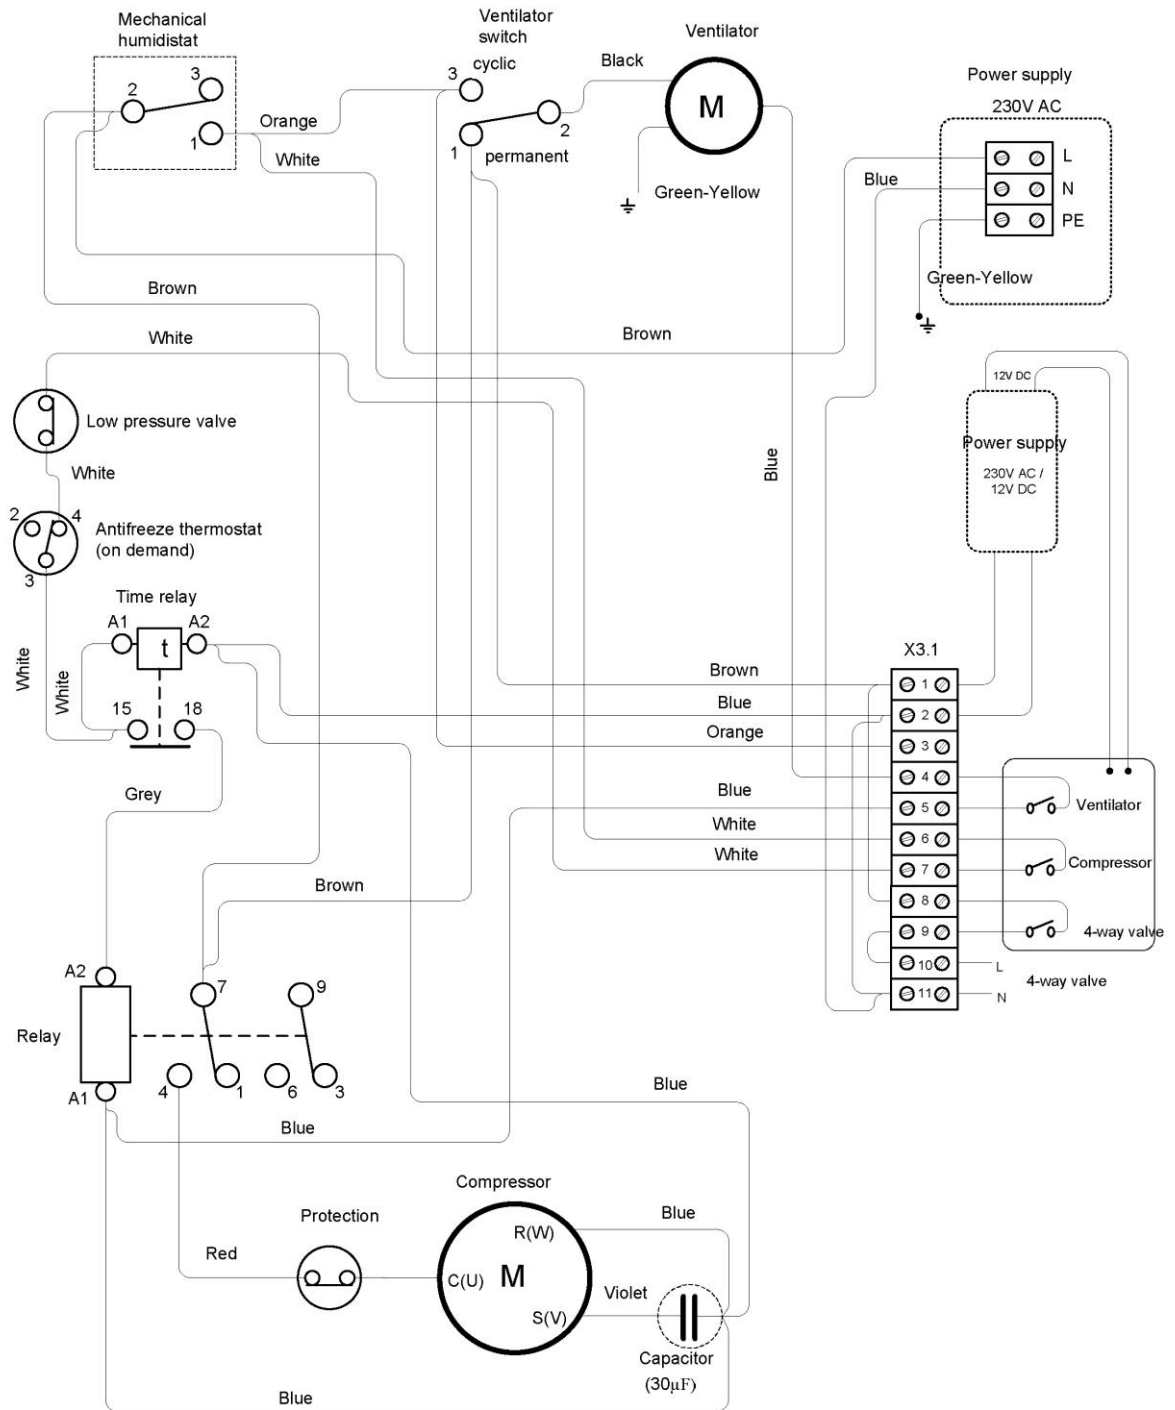 Mechanical
humidistat
Ventilator
switch
cyclic
Ventilator
Black
Power supply
230V AC
3
2
1
Orange
White
3
2
1
permanent
M
Green-Yellow
Blue
L
N
PE
Green-Yellow
Brown
White
Brown
12V DC
Power supply
230V AC /
12V DC
Low pressure valve
White
Blue
2
4
3
Antifreeze thermostat
(on demand)
Time relay
A1
A2
t
White
White
15
18
Grey
X3.1
Brown
Blue
Orange
Blue
White
White
1
2
3
4
5
6
7
8
9
10
11
Ventilator
Compressor
4-way valve
L
N
4-way valve
Brown
A2
7
9
Relay
A1
4
1
6
3
Blue
Blue
Compressor
Protection
Red
R(W)
C(U)
M
S(V)
Blue
Violet
Capacitor
(30µF)
Blue